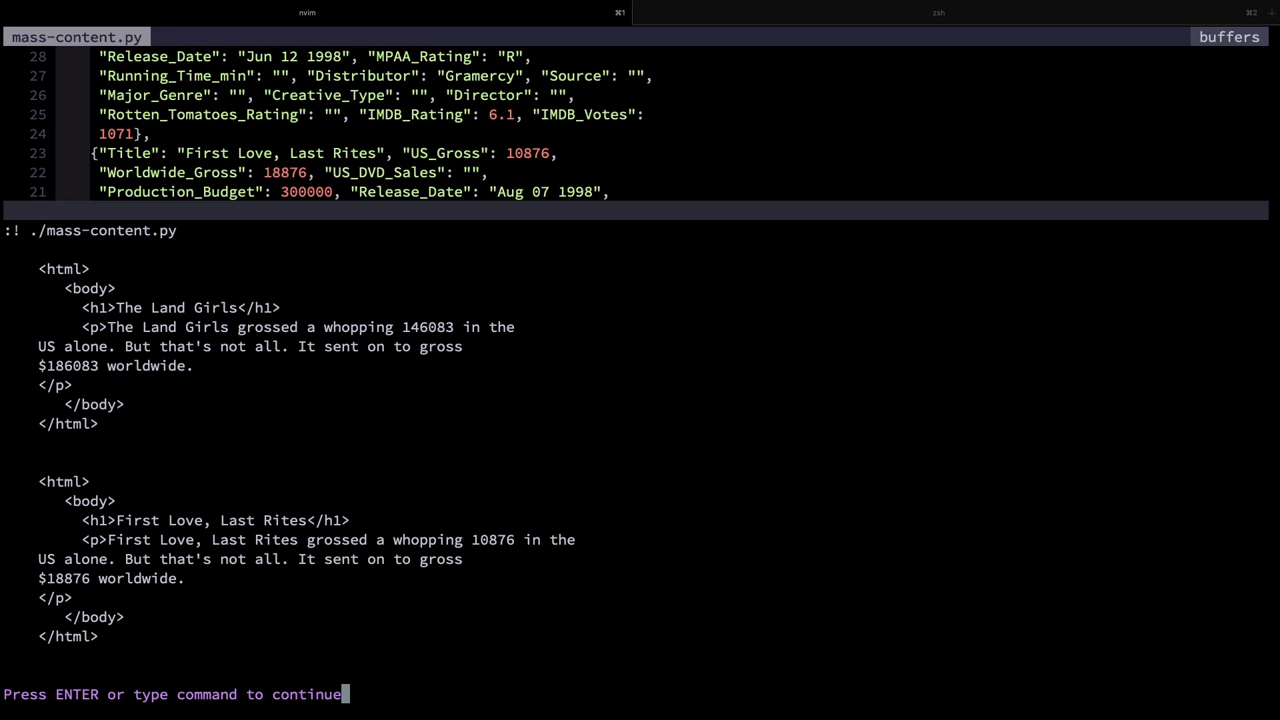 nvim ⌘1 zsh ⌘2 +
mass-content.py buffers
28 "Release_Date": "Jun 12 1998", "MPAA_Rating": "R",
27 "Running_Time_min": "", "Distributor": "Gramercy", "Source": "",
26 "Major_Genre": "", "Creative_Type": "", "Director": "",
25 "Rotten_Tomatoes_Rating": "", "IMDB_Rating": 6.1, "IMDB_Votes":
24 1071},
23 {"Title": "First Love, Last Rites", "US_Gross": 10876,
22 "Worldwide_Gross": 18876, "US_DVD_Sales": "",
21 "Production_Budget": 300000, "Release_Date": "Aug 07 1998",
:! ./mass-content.py
<html>
<body>
<h1>The Land Girls</h1>
<p>The Land Girls grossed a whopping 146083 in the
US alone. But that's not all. It sent on to gross
$186083 worldwide.
</p>
</body>
</html>
<html>
<body>
<h1>First Love, Last Rites</h1>
<p>First Love, Last Rites grossed a whopping 10876 in the
US alone. But that's not all. It sent on to gross
$18876 worldwide.
</p>
</body>
</html>
Press ENTER or type command to continue